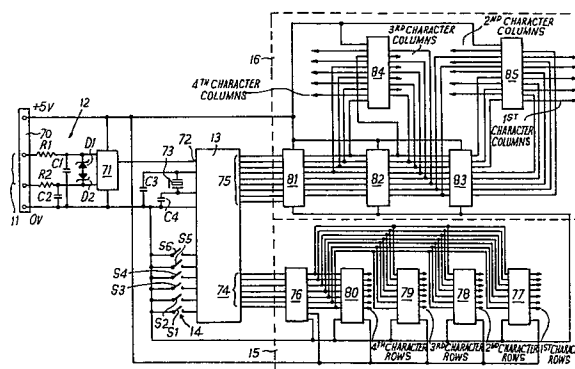 2ND CHARACTER
COLUMNS
3RD CHARACTER
COLUMNS
16
84
85
4TH CHARACTER
COLUMNS
1ST
CHARACTER
COLUMNS
+5V
12
70
R1
D1
13
72
73
C1
71
R2
C2
D2
0V
11
C3
C4
75
81
82
83
S6
S5
S4
S3
S2
S1
14
74
76
80
79
78
77
15
4TH CHARACTER
ROWS
3RD CHARACTER
ROWS
2ND CHARACTER
ROWS
1ST CHARACTER
ROWS